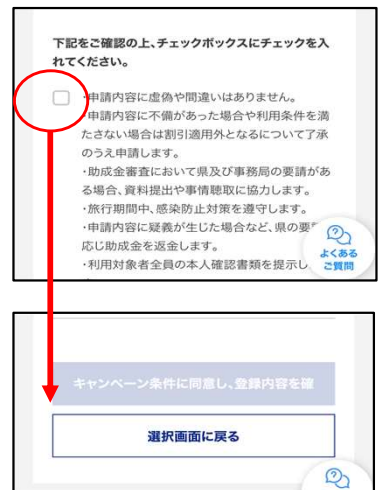 下記をご確認の上、チェックボックスにチェックを入
れてください。
・申請内容に虚偽や間違いはありません。
・申請内容に不備があった場合や利用条件を満
たさない場合は割引適用外となるについて了承
のうえ申請します。
・助成金審査において県及び事務局の要請があ
る場合、資料提出や事情聴取に協力します。
・旅行期間中、感染防止対策を遵守します。
・申請内容に疑義が生じた場合など、県の要
応じ助成金を返金します。
・利用対象者全員の本人確認書類を提示し
よくある
ご質問
キャンペーン条件に同意し、登録内容を確
選択画面に戻る